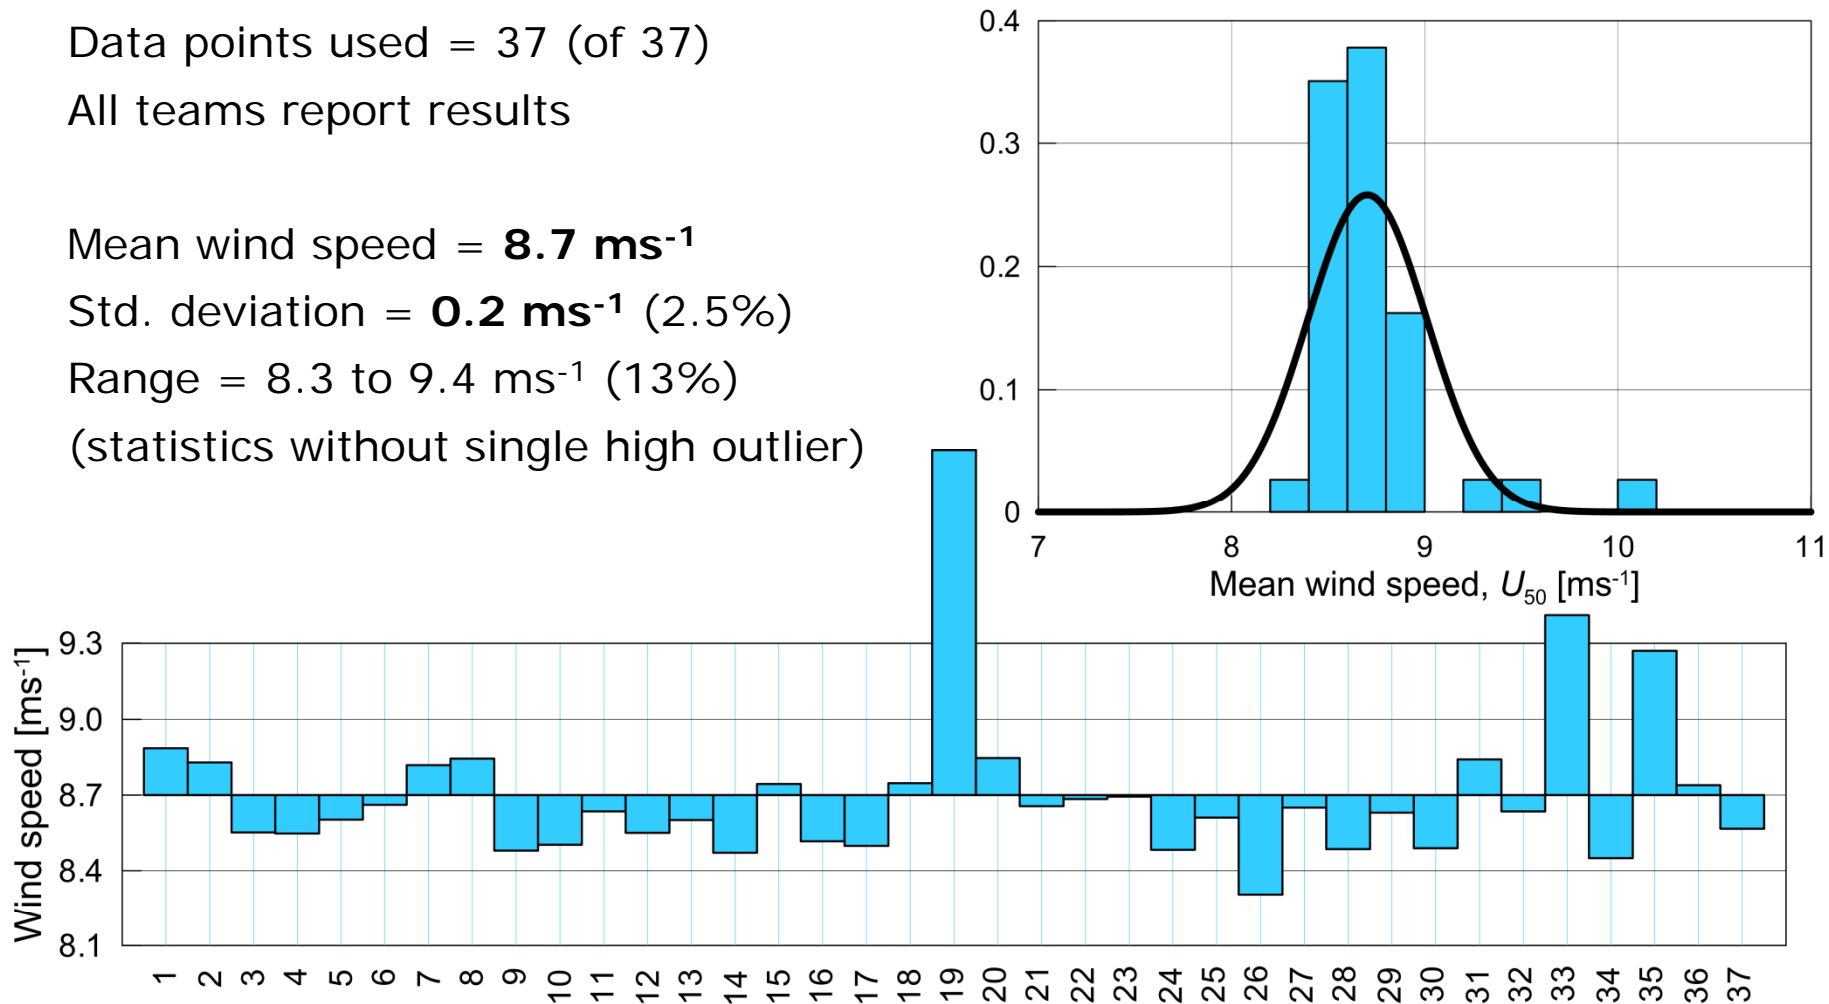 Data points used = 37 (of 37)
All teams report results
Mean wind speed = 8.7 ms⁻¹
Std. deviation = 0.2 ms⁻¹ (2.5%)
Range = 8.3 to 9.4 ms⁻¹ (13%)
(statistics without single high outlier)
0.4
0.3
0.2
0.1
0
7 8 9 10 11
Mean wind speed, U₅₀ [ms⁻¹]
Wind speed [ms⁻¹]
9.3
9.0
8.7
8.4
8.1
1 2 3 4 5 6 7 8 9 10 11 12 13 14 15 16 17 18 19 20 21 22 23 24 25 26 27 28 29 30 31 32 33 34 35 36 37